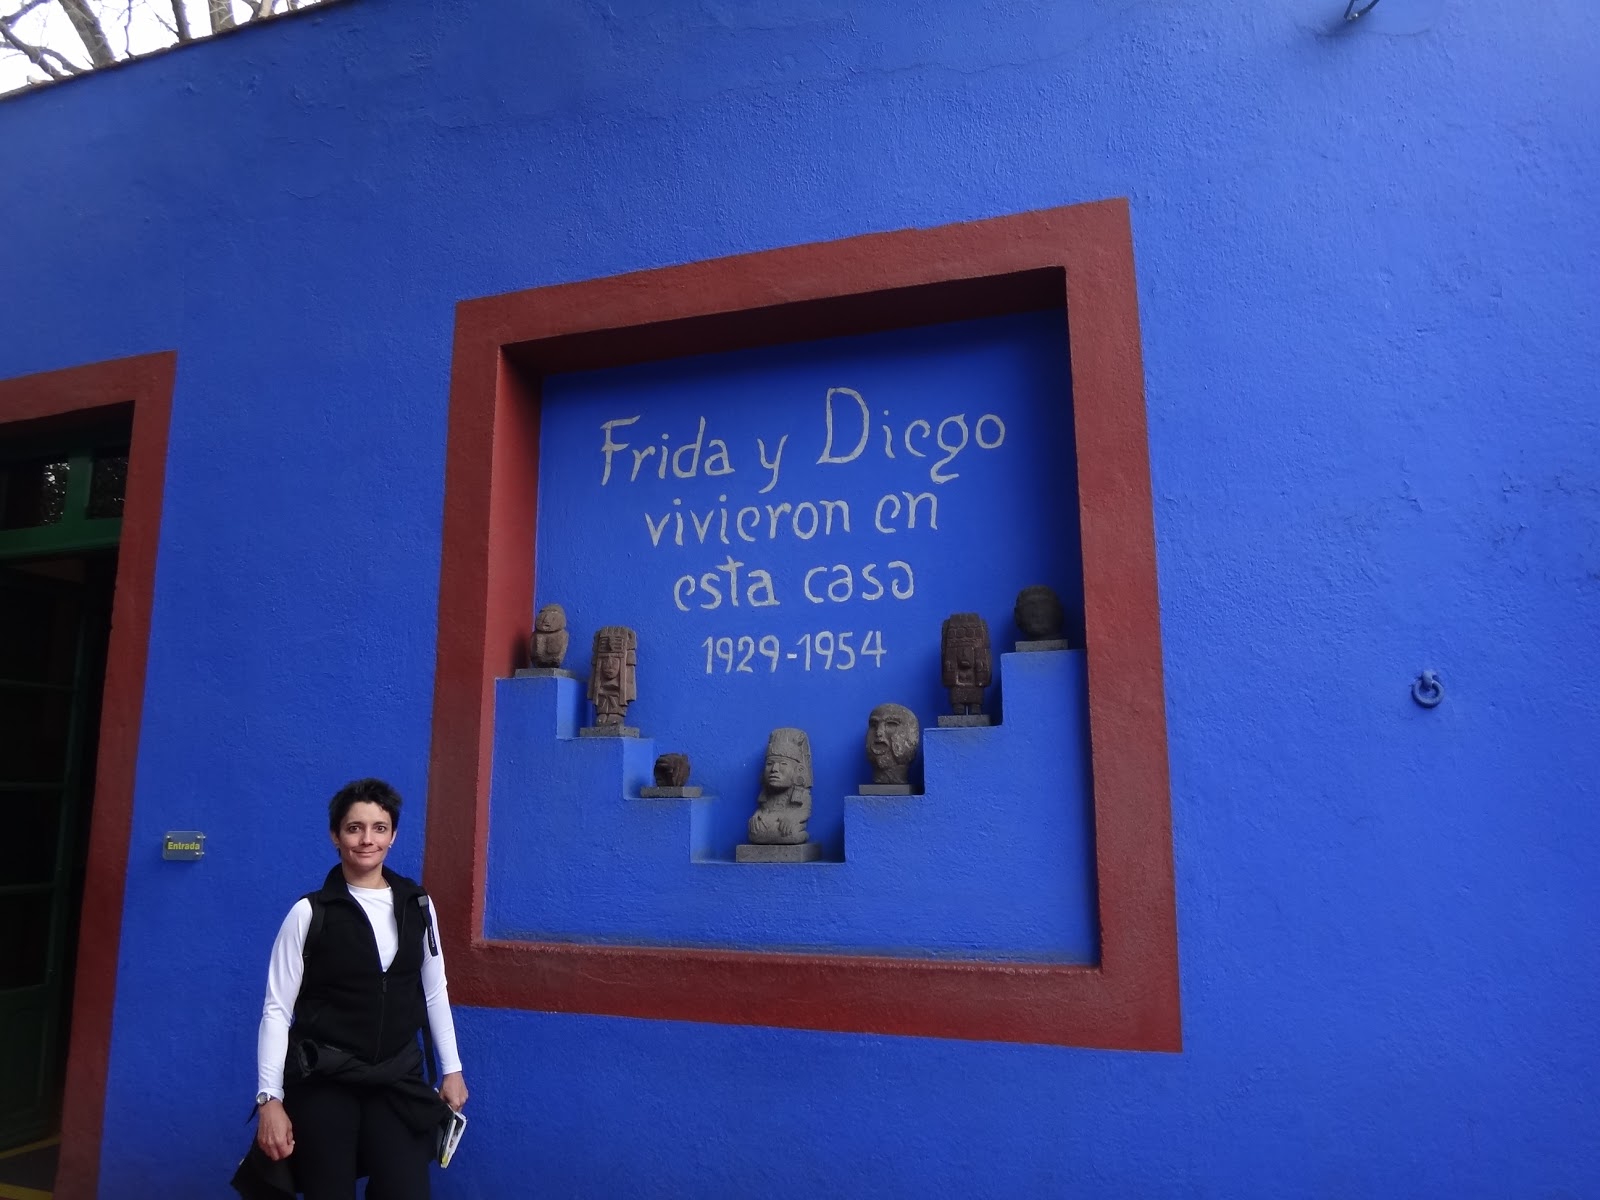 Frida y Diego
vivieron en
esta casa
1929-1954
Entrada